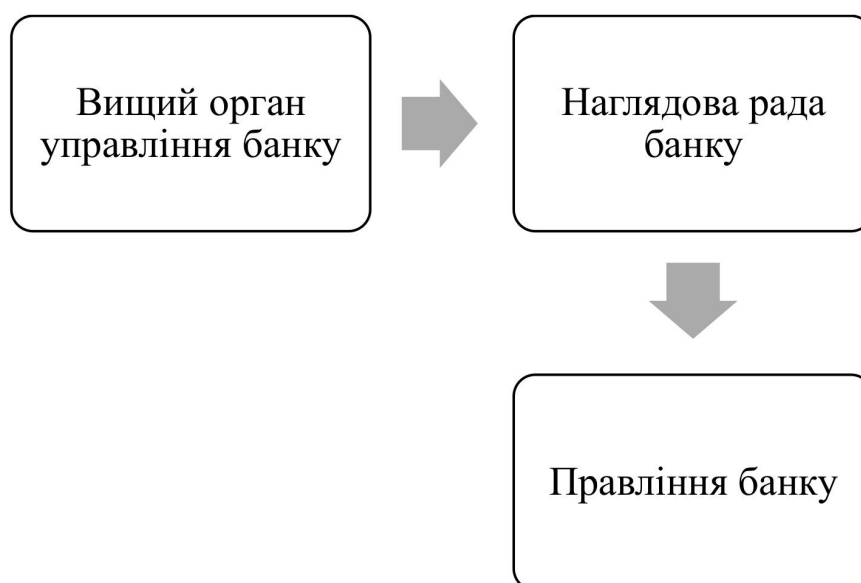 Вищий орган
управління банку
Наглядова рада
банку
Правління банку